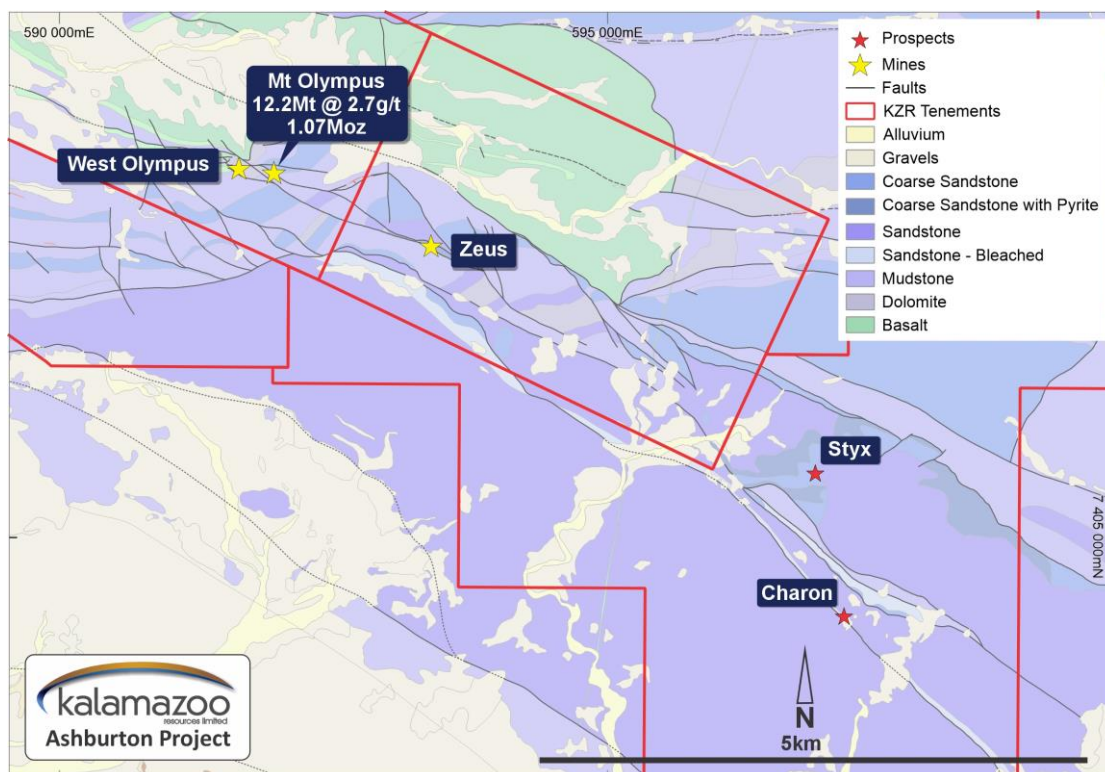 590 000mE
595 000mE
Mt Olympus
12.2Mt @ 2.7g/t
1.07Moz
West Olympus
Zeus
Styx
Charon
7 405 000mN
Prospects
Mines
Faults
KZR Tenements
Alluvium
Gravels
Coarse Sandstone
Coarse Sandstone with Pyrite
Sandstone
Sandstone - Bleached
Mudstone
Dolomite
Basalt
kalamazoo
resources limited
Ashburton Project
N
5km